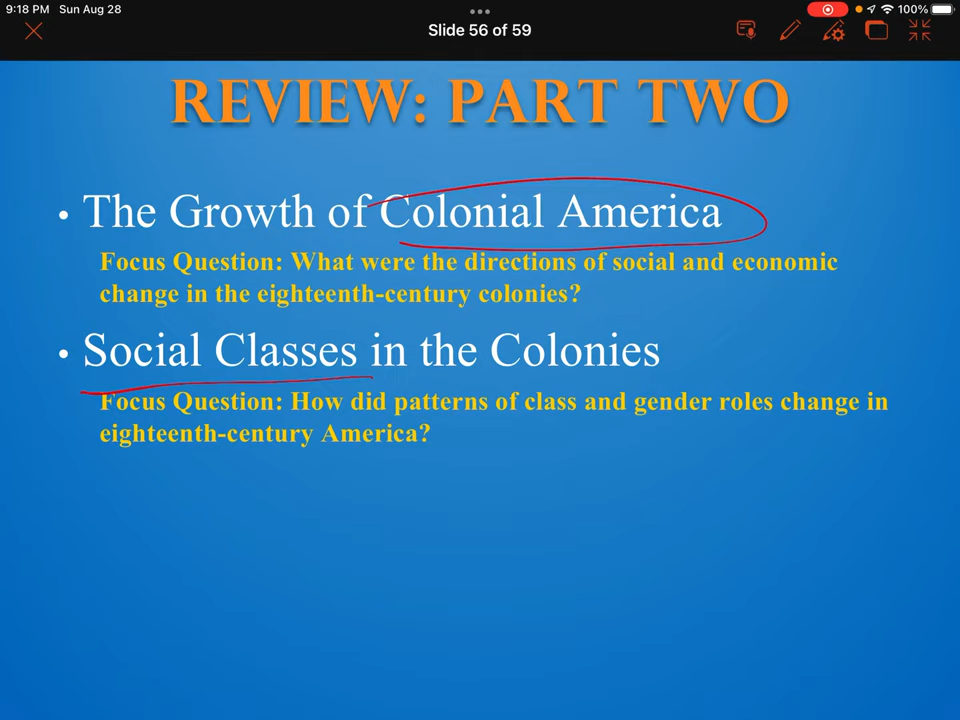 9:18 PM Sun Aug 28 100%
Slide 56 of 59
REVIEW: PART TWO
• The Growth of Colonial America
Focus Question: What were the directions of social and economic
change in the eighteenth-century colonies?
• Social Classes in the Colonies
Focus Question: How did patterns of class and gender roles change in
eighteenth-century America?